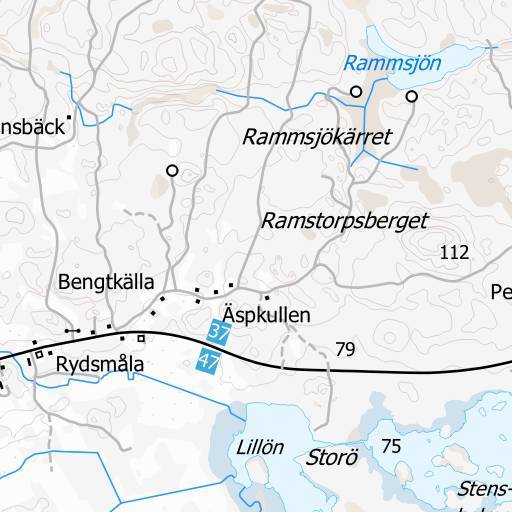 Rammsjön
nsbäck
Rammsjökärret
Ramstorpsberget
112
Bengtkälla
Pe
Äspkullen
37
79
47
Rydsmåla
Lillön
75
Storö
Stens-